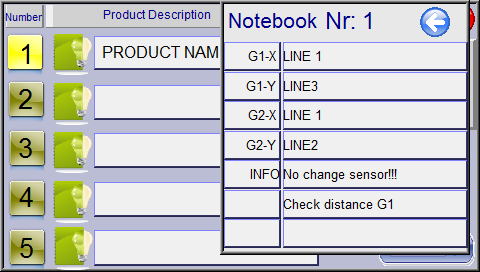 Number Product Description
1 PRODUCT NAM
2
3
4
5
Notebook Nr: 1
G1-X LINE 1
G1-Y LINE3
G2-X LINE 1
G2-Y LINE2
INFO No change sensor!!!
Check distance G1